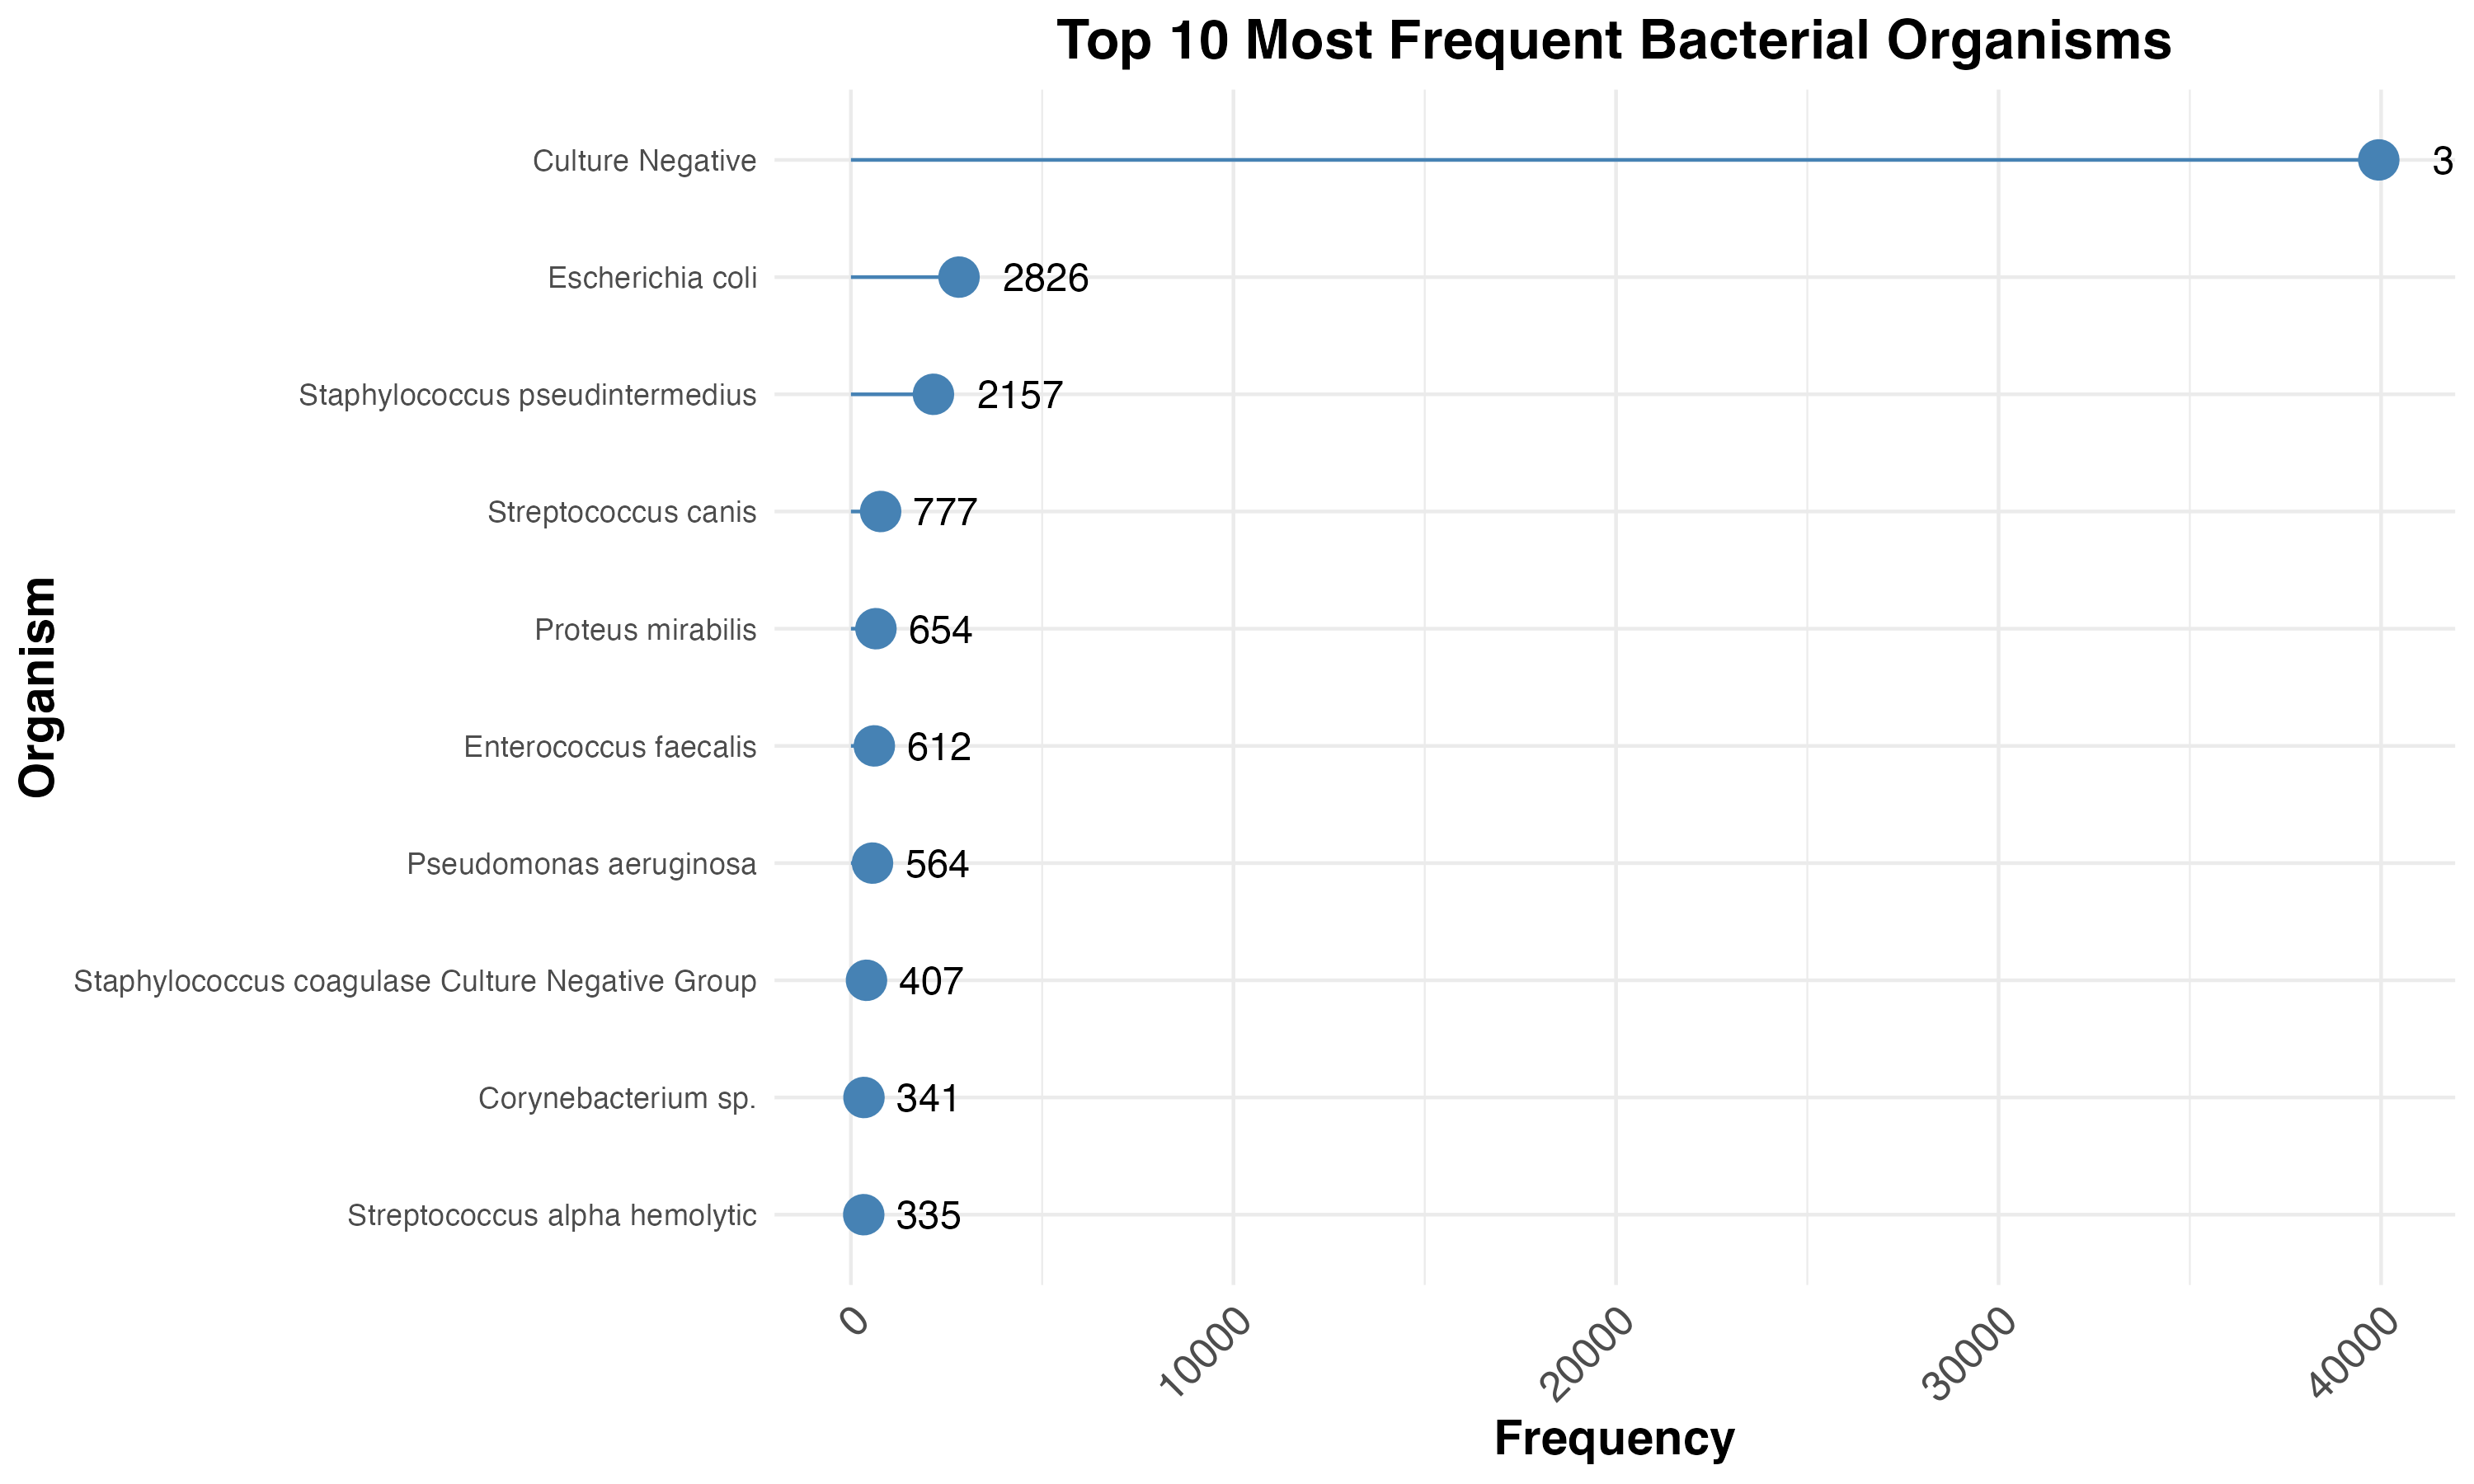 Top 10 Most Frequent Bacterial Organisms
Organism
Culture Negative 3
Escherichia coli 2826
Staphylococcus pseudintermedius 2157
Streptococcus canis 777
Proteus mirabilis 654
Enterococcus faecalis 612
Pseudomonas aeruginosa 564
Staphylococcus coagulase Culture Negative Group 407
Corynebacterium sp. 341
Streptococcus alpha hemolytic 335
0 10000 20000 30000 40000
Frequency